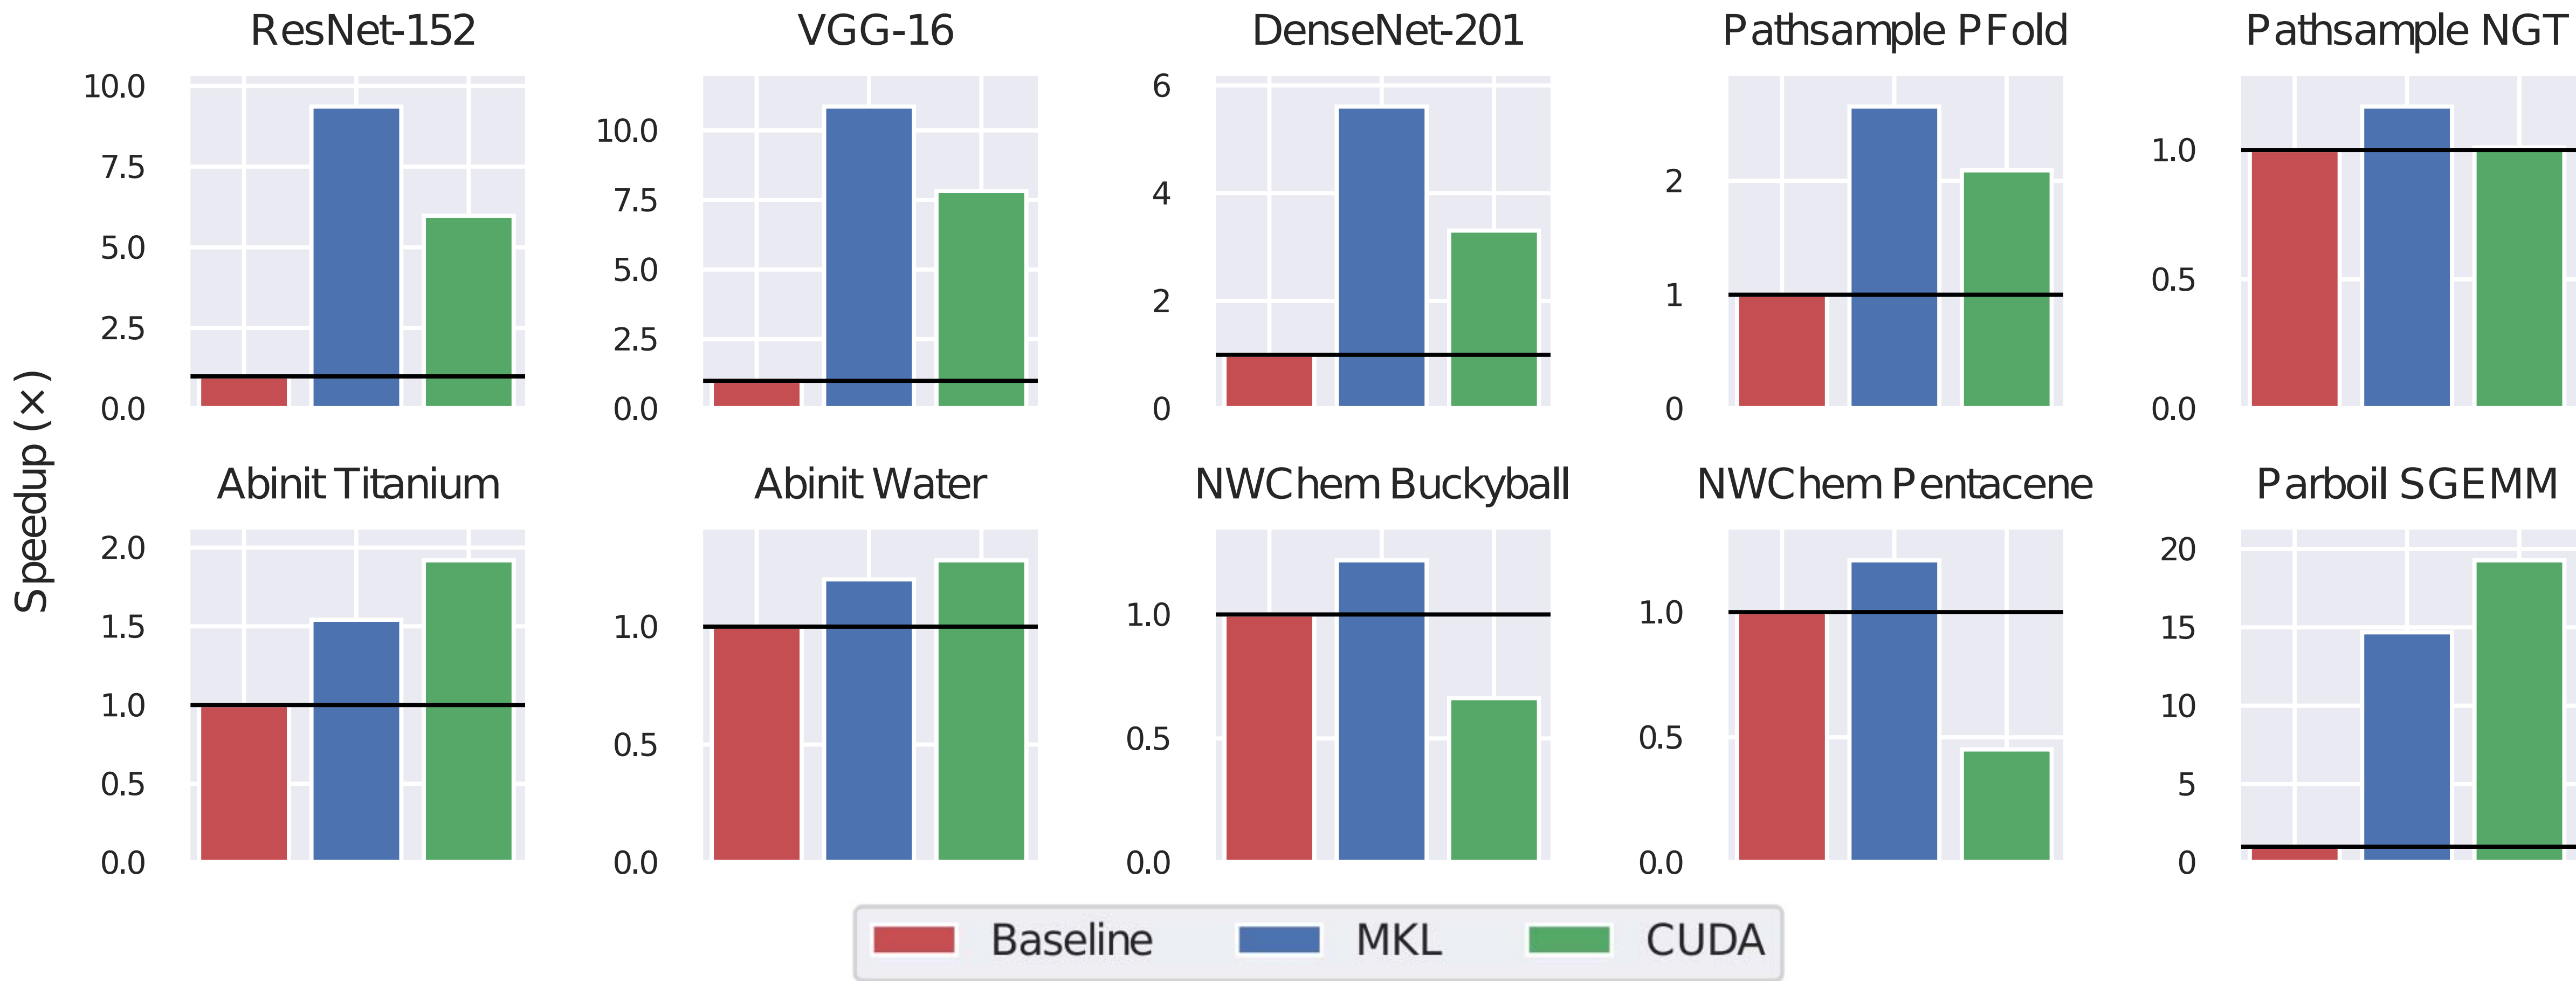 ResNet-152
VGG-16
DenseNet-201
Pathsample PFold
Pathsample NGT
10.0
7.5
5.0
2.5
0.0
10.0
7.5
5.0
2.5
0.0
6
4
2
0
2
1
0
1.0
0.5
0.0
Speedup (×)
Abinit Titanium
Abinit Water
NWChem Buckyball
NWChem Pentacene
Parboil SGEMM
2.0
1.5
1.0
0.5
0.0
1.0
0.5
0.0
1.0
0.5
0.0
1.0
0.5
0.0
20
15
10
5
0
Baseline
MKL
CUDA